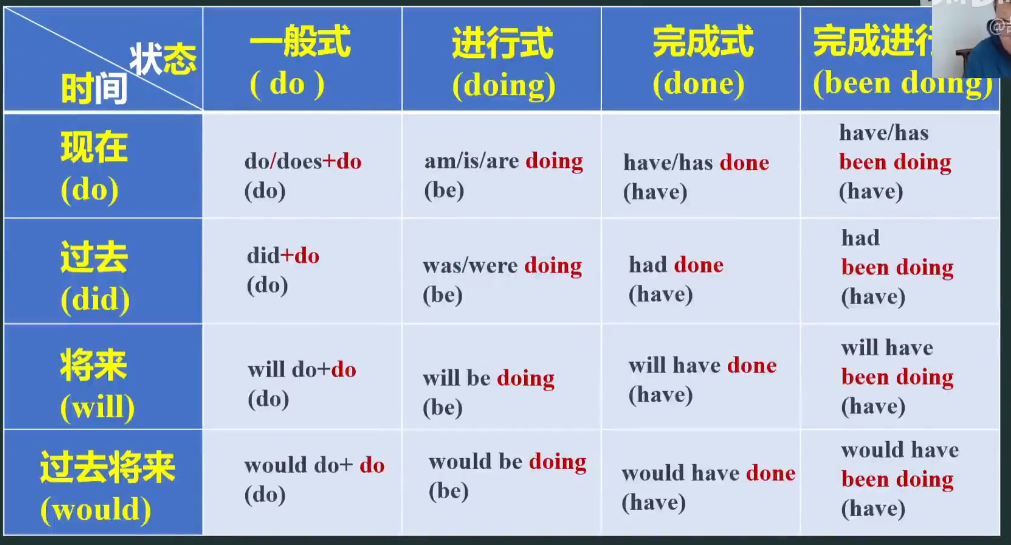 状态
时间
一般式
( do )
进行式
(doing)
完成式
(done)
完成进行
(been doing)
现在
(do)
do/does+do
(do)
am/is/are doing
(be)
have/has done
(have)
have/has
been doing
(have)
过去
(did)
did+do
(do)
was/were doing
(be)
had done
(have)
had
been doing
(have)
将来
(will)
will do+do
(do)
will be doing
(be)
will have done
(have)
will have
been doing
(have)
过去将来
(would)
would do+ do
(do)
would be doing
(be)
would have done
(have)
would have
been doing
(have)